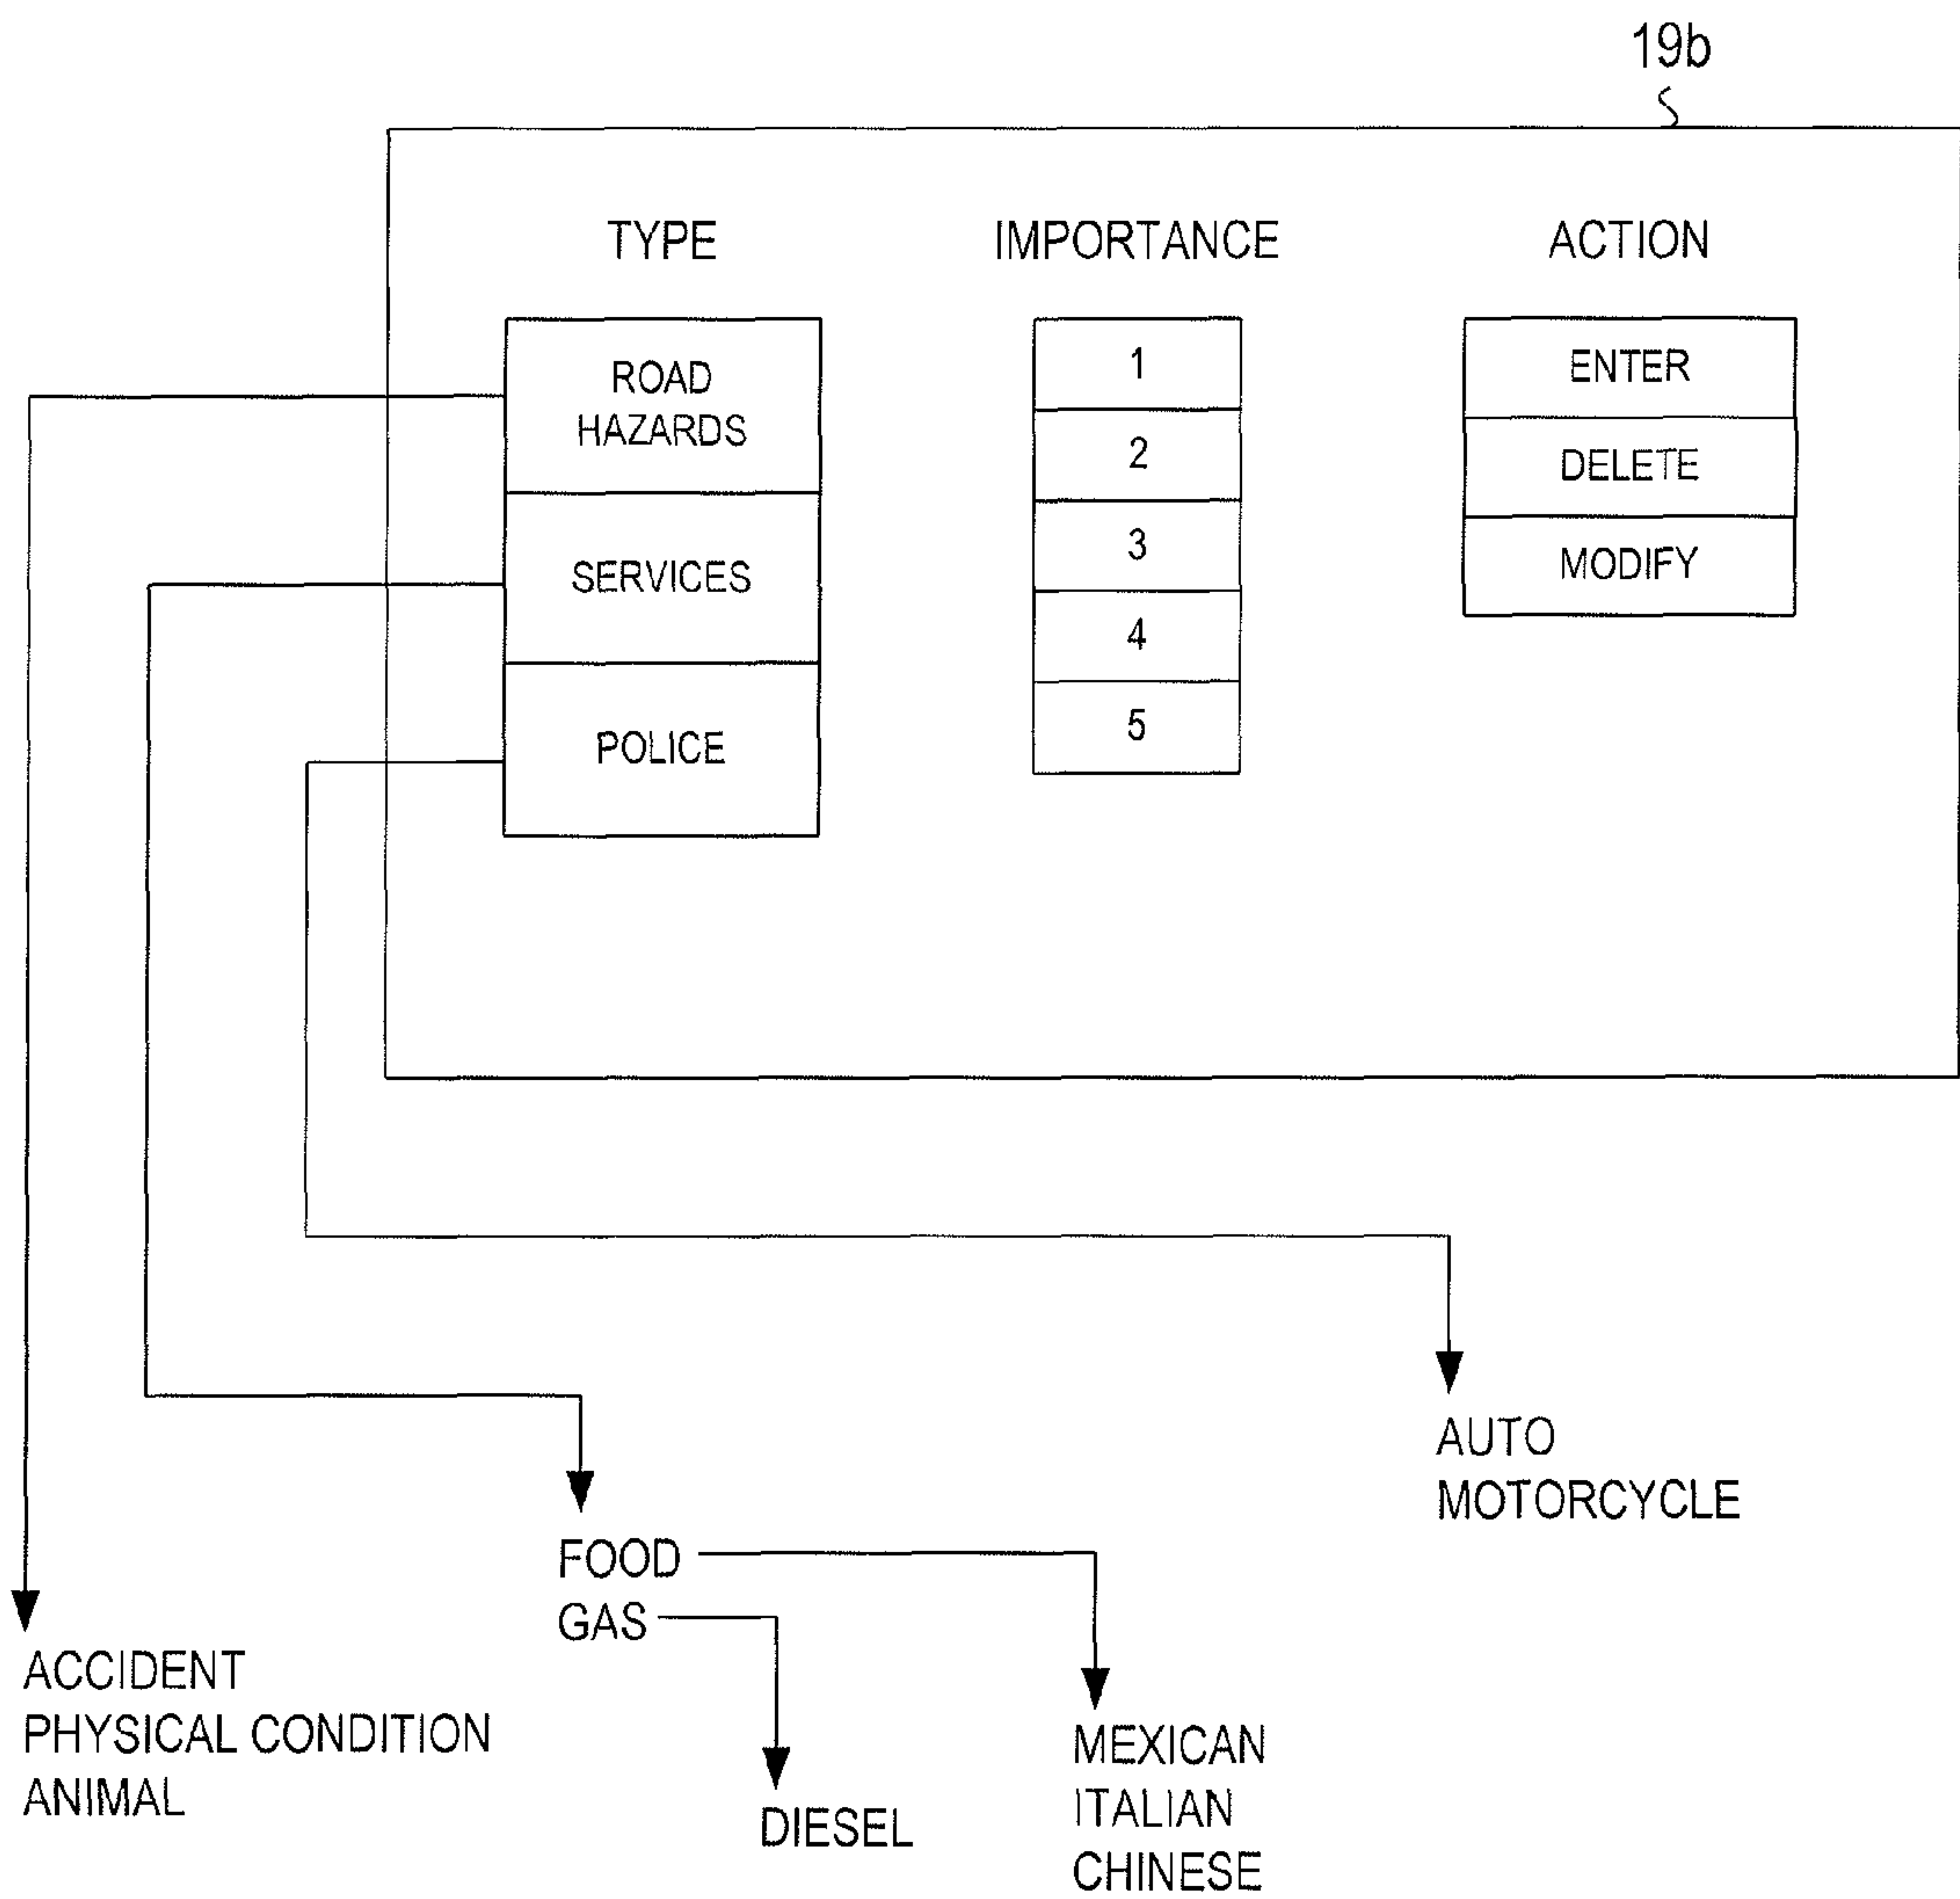 19b
TYPE
IMPORTANCE
ACTION
ROAD
HAZARDS
SERVICES
POLICE
1
2
3
4
5
ENTER
DELETE
MODIFY
AUTO
MOTORCYCLE
FOOD
GAS
ACCIDENT
PHYSICAL CONDITION
ANIMAL
DIESEL
MEXICAN
ITALIAN
CHINESE